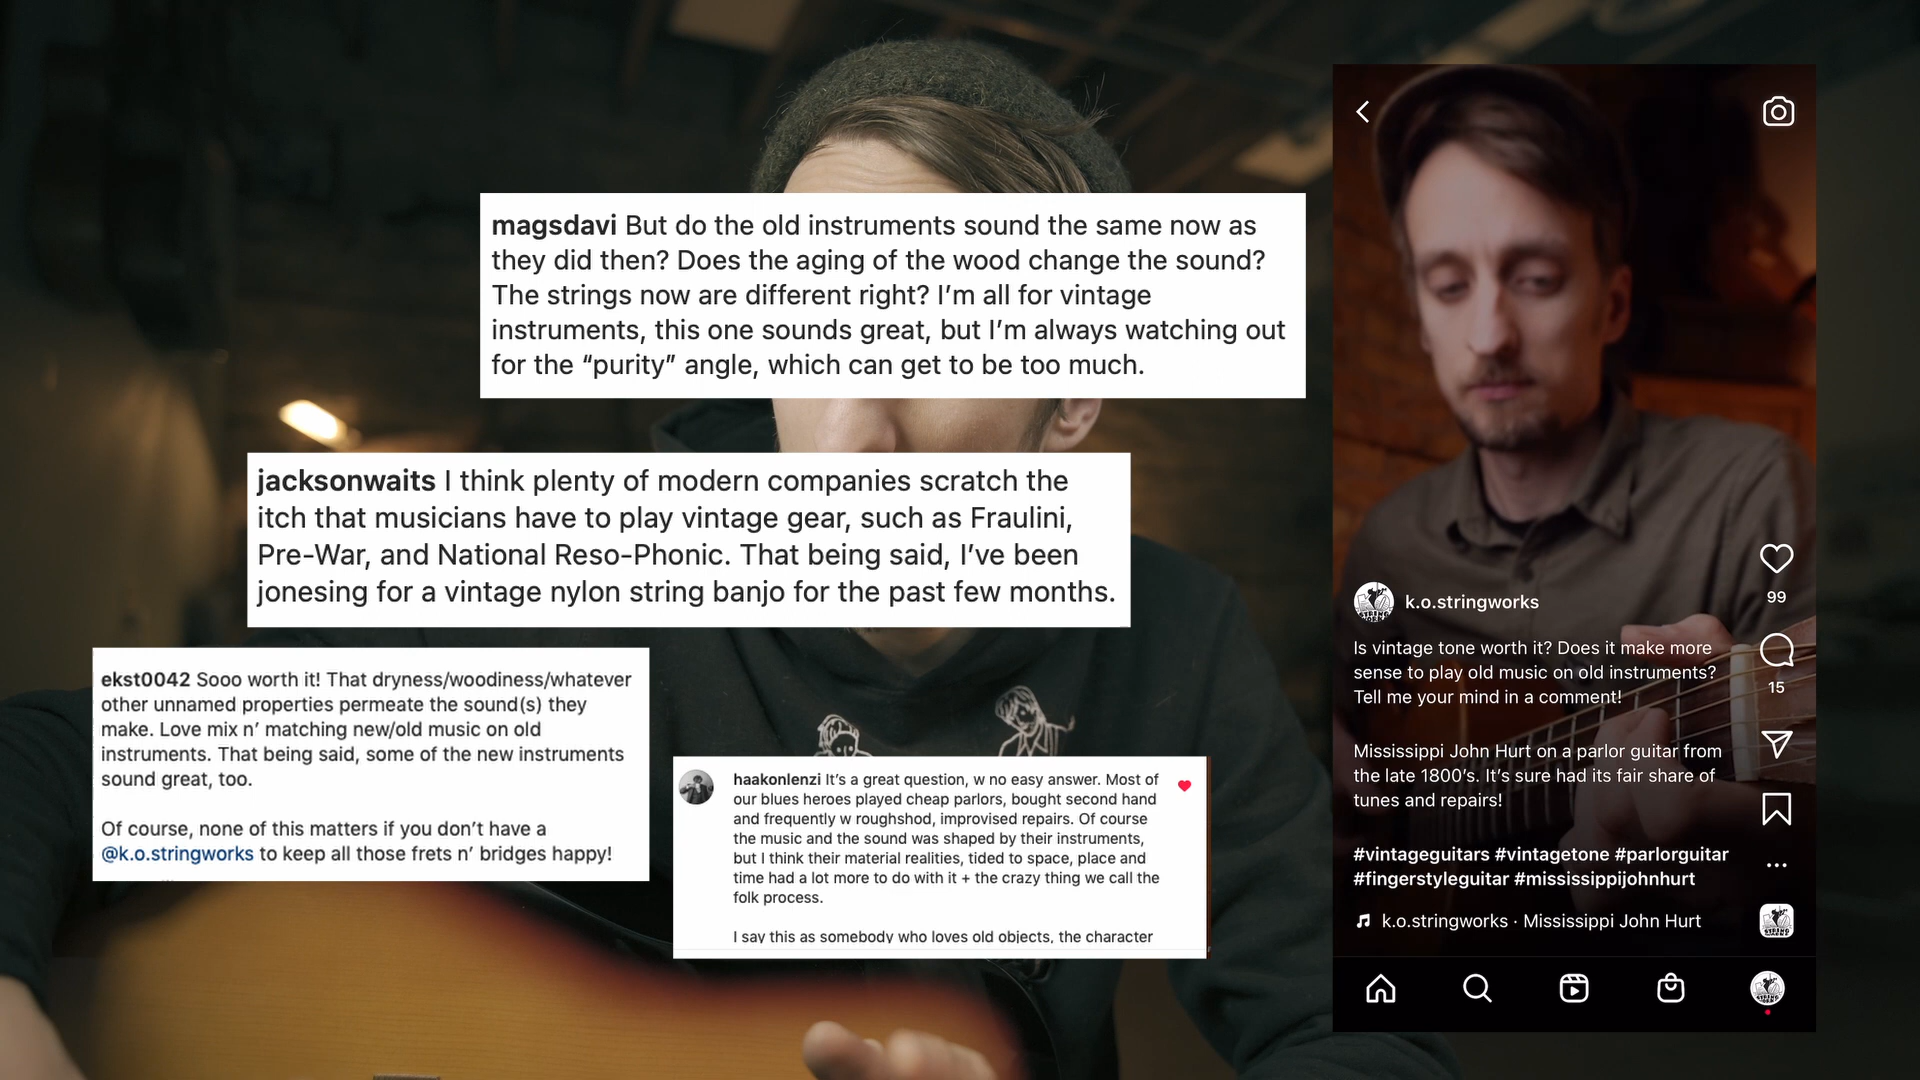 magsdavi But do the old instruments sound the same now as
they did then? Does the aging of the wood change the sound?
The strings now are different right? I’m all for vintage
instruments, this one sounds great, but I’m always watching out
for the “purity” angle, which can get to be too much.
jacksonwaits I think plenty of modern companies scratch the
itch that musicians have to play vintage gear, such as Fraulini,
Pre-War, and National Reso-Phonic. That being said, I’ve been
jonesing for a vintage nylon string banjo for the past few months.
ekst0042 Sooo worth it! That dryness/woodiness/whatever
other unnamed properties permeate the sound(s) they
make. Love mix n’ matching new/old music on old
instruments. That being said, some of the new instruments
sound great, too.
Of course, none of this matters if you don’t have a
@k.o.stringworks to keep all those frets n’ bridges happy!
haakonlenzi It’s a great question, w no easy answer. Most of
our blues heroes played cheap parlors, bought second hand
and frequently w roughshod, improvised repairs. Of course
the music and the sound was shaped by their instruments,
but I think their material realities, tided to space, place and
time had a lot more to do with it + the crazy thing we call the
folk process.
I say this as somebody who loves old objects, the character
k.o.stringworks
Is vintage tone worth it? Does it make more
sense to play old music on old instruments?
Tell me your mind in a comment!
Mississippi John Hurt on a parlor guitar from
the late 1800’s. It’s sure had its fair share of
tunes and repairs!
#vintageguitars #vintagetone #parlorguitar
#fingerstyleguitar #mississippijohnhurt
k.o.stringworks · Mississippi John Hurt
99
15